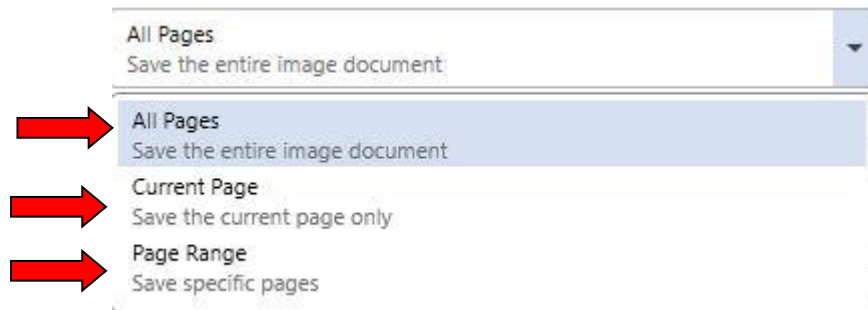 All Pages
Save the entire image document
All Pages
Save the entire image document
Current Page
Save the current page only
Page Range
Save specific pages